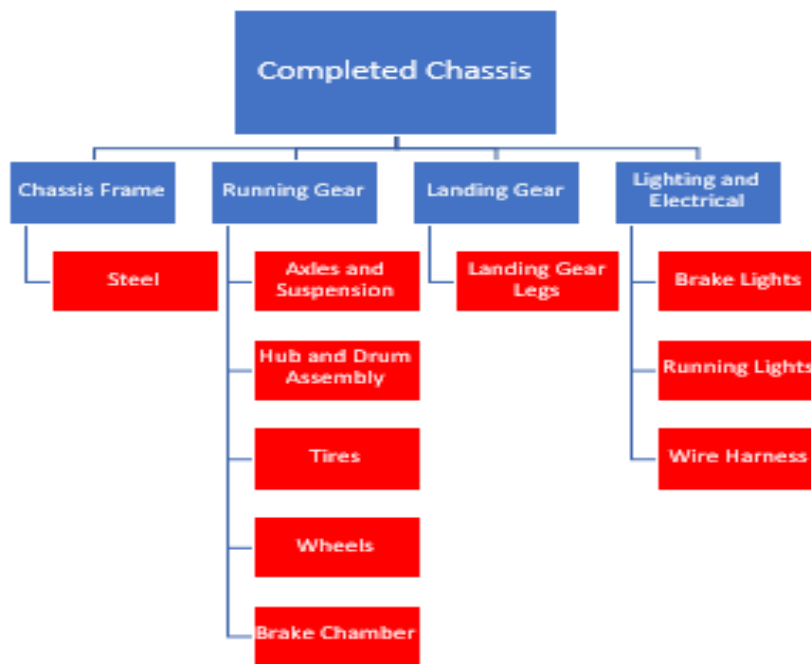 Completed Chassis
Chassis Frame
Running Gear
Landing Gear
Lighting and
Electrical
Steel
Axles and
Suspension
Hub and Drum
Assembly
Tires
Wheels
Brake Chamber
Landing Gear
Legs
Brake Lights
Running Lights
Wire Harness